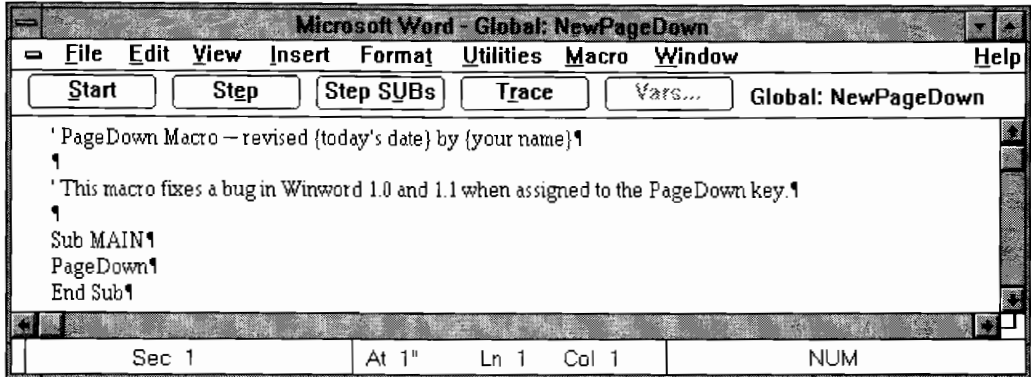 Microsoft Word - Global: NewPageDown
File Edit View Insert Format Utilities Macro Window Help
Start Step Step SUBs Trace Vars... Global: NewPageDown
' PageDown Macro — revised {today's date} by {your name}¶
¶
' This macro fixes a bug in Winword 1.0 and 1.1 when assigned to the PageDown key.¶
¶
Sub MAIN¶
PageDown¶
End Sub¶
Sec 1 At 1" Ln 1 Col 1 NUM